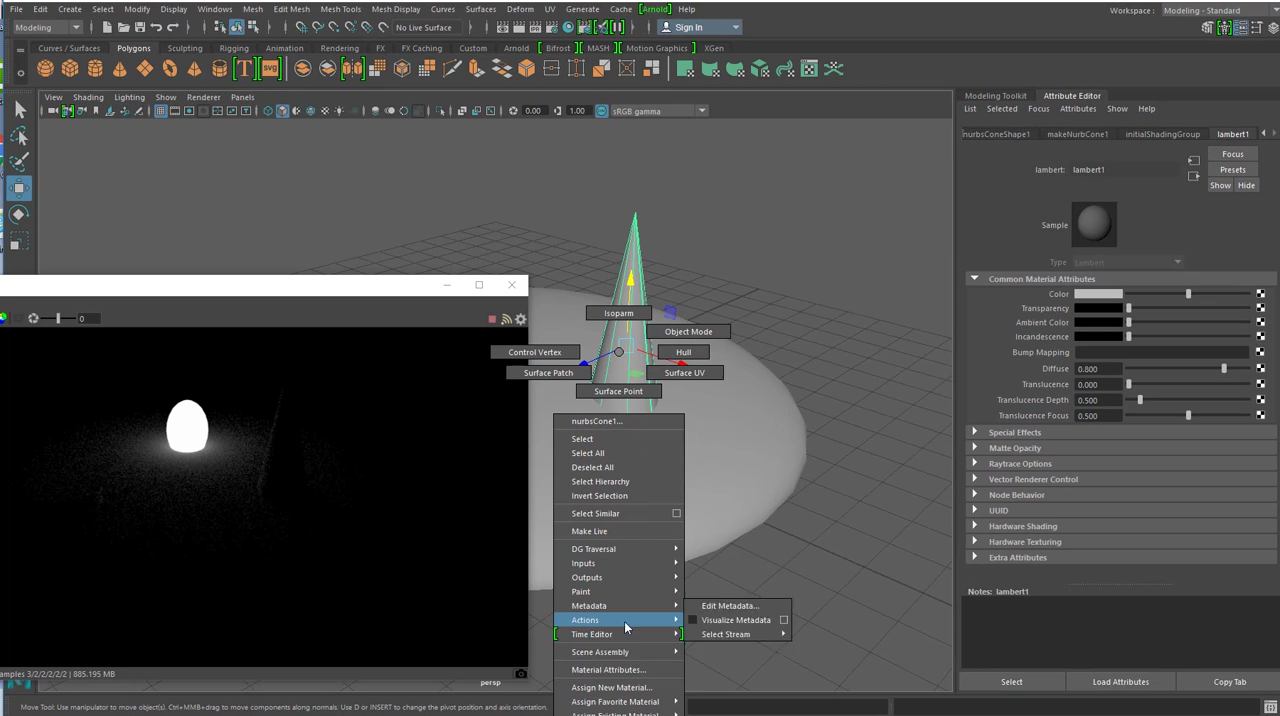 File Edit Create Select Modify Display Windows Mesh Edit Mesh Mesh Tools Mesh Display Curves Surfaces Deform UV Generate Cache Arnold Help
Workspace : Modeling - Standard
Modeling No Live Surface Sign In
Curves / Surfaces Polygons Sculpting Rigging Animation Rendering FX FX Caching Custom Arnold Bifrost MASH Motion Graphics XGen
T svg
View Shading Lighting Show Renderer Panels
0.00 1.00 sRGB gamma
Modeling Toolkit Attribute Editor
List Selected Focus Attributes Show Help
nurbsConeShape1 makeNurbCone1 initialShadingGroup lambert1
lambert: lambert1
Focus
Presets
Show Hide
Sample
Type Lambert
Common Material Attributes
Color
Transparency
Ambient Color
Incandescence
Bump Mapping
Diffuse 0.800
Translucence 0.000
Translucence Depth 0.500
Translucence Focus 0.500
Special Effects
Matte Opacity
Raytrace Options
Vector Renderer Control
Node Behavior
UUID
Hardware Shading
Hardware Texturing
Extra Attributes
Notes: lambert1
Select Load Attributes Copy Tab
0
Isoparm
Object Mode
Control Vertex Hull
Surface Patch Surface UV
Surface Point
nurbsCone1...
Select
Select All
Deselect All
Select Hierarchy
Invert Selection
Select Similar
Make Live
DG Traversal
Inputs
Outputs
Paint
Metadata
Actions
Time Editor
Scene Assembly
Material Attributes...
Assign New Material...
Assign Favorite Material
Assign Existing Material
Edit Metadata...
Visualize Metadata
Select Stream
amples 3/2/2/2/2/2 | 885.195 MB
persp
Move Tool: Use manipulator to move object(s). Ctrl+MMB+drag to move components along normals. Use D or INSERT to change the pivot position and axis orientation.